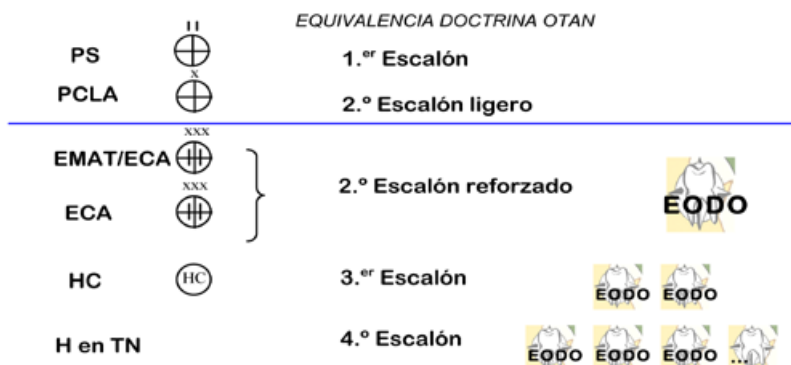 EQUIVALENCIA DOCTRINA OTAN
II
PS 1.er Escalón
X
PCLA 2.º Escalón ligero
XXX
EMAT/ECA
2.º Escalón reforzado
EODO
XXX
ECA
HC HC 3.er Escalón
EODO EODO
H en TN 4.º Escalón
EODO EODO EODO ...